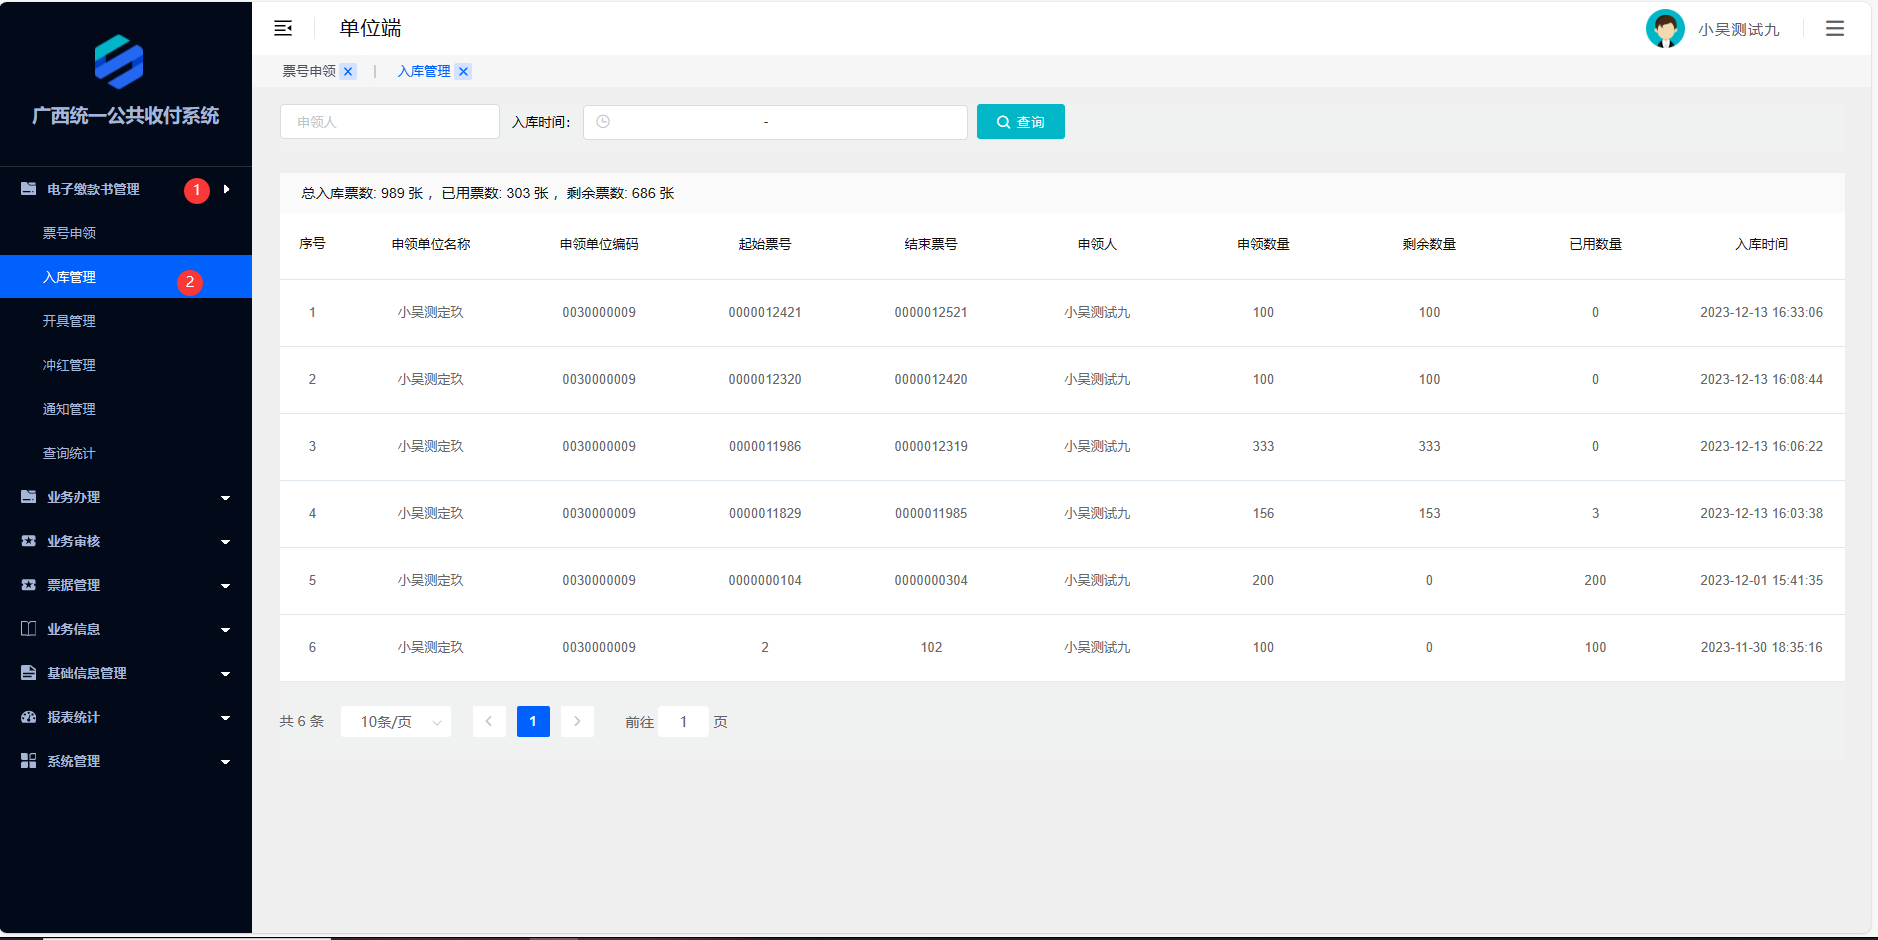 单位端
小吴测试九
广西统一公共收付系统
电子缴款书管理 1
票号申领
入库管理 2
开具管理
冲红管理
通知管理
查询统计
业务办理
业务审核
票据管理
业务信息
基础信息管理
报表统计
系统管理
票号申领 | 入库管理
申领人 入库时间: - 查询
总入库票数: 989 张 ，已用票数: 303 张 ，剩余票数: 686 张
序号 申领单位名称 申领单位编码 起始票号 结束票号 申领人 申领数量 剩余数量 已用数量 入库时间
1 小吴测定玖 0030000009 0000012421 0000012521 小吴测试九 100 100 0 2023-12-13 16:33:06
2 小吴测定玖 0030000009 0000012320 0000012420 小吴测试九 100 100 0 2023-12-13 16:08:44
3 小吴测定玖 0030000009 0000011986 0000012319 小吴测试九 333 333 0 2023-12-13 16:06:22
4 小吴测定玖 0030000009 0000011829 0000011985 小吴测试九 156 153 3 2023-12-13 16:03:38
5 小吴测定玖 0030000009 0000000104 0000000304 小吴测试九 200 0 200 2023-12-01 15:41:35
6 小吴测定玖 0030000009 2 102 小吴测试九 100 0 100 2023-11-30 18:35:16
共 6 条 10条/页 1 前往 1 页